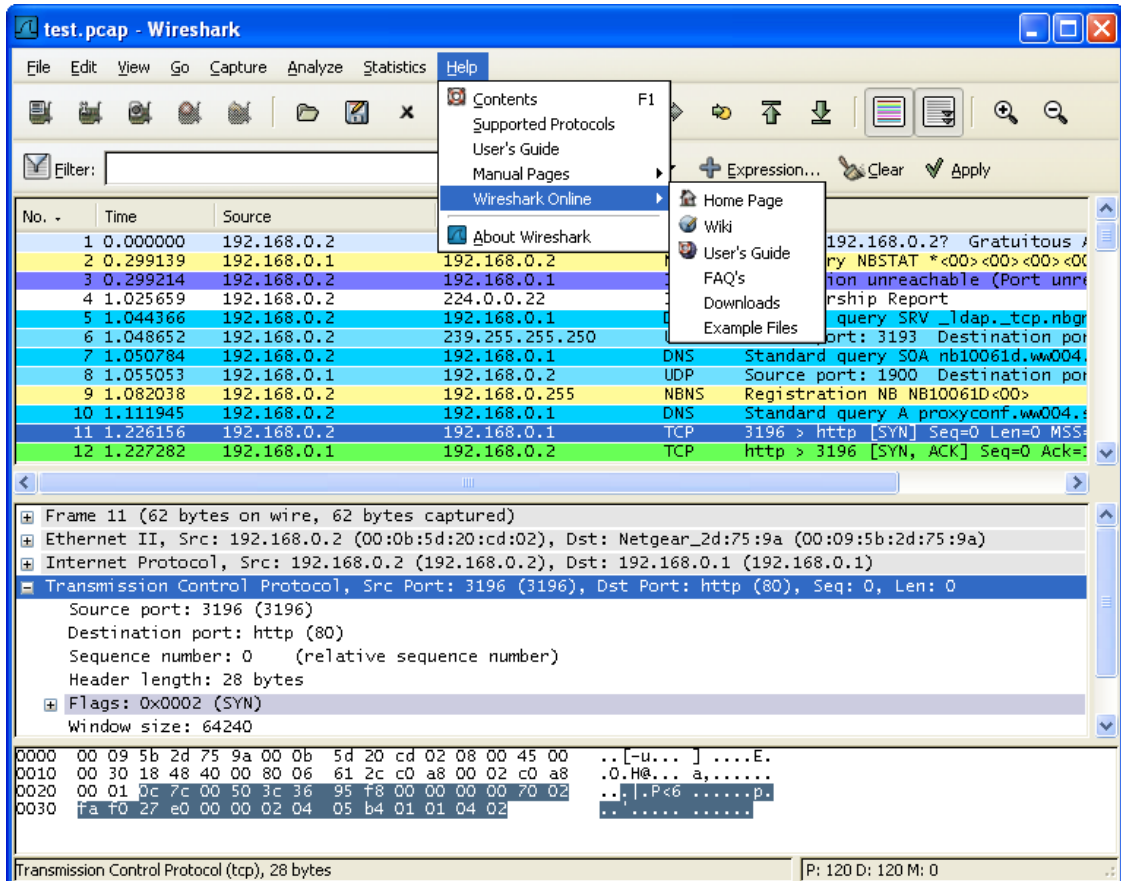 test.pcap - Wireshark
File Edit View Go Capture Analyze Statistics Help
Contents F1
Supported Protocols
User's Guide
Manual Pages
Wireshark Online
About Wireshark
Home Page
Wiki
User's Guide
FAQ's
Downloads
Example Files
Filter: Expression... Clear Apply
No. Time Source
1 0.000000 192.168.0.2 192.168.0.2? Gratuitous
2 0.299139 192.168.0.1 192.168.0.2 ry NBSTAT *<00><00><00><00
3 0.299214 192.168.0.2 192.168.0.1 ion unreachable (Port unre
4 1.025659 192.168.0.2 224.0.0.22 rship Report
5 1.044366 192.168.0.2 192.168.0.1 query SRV _ldap._tcp.nbgm
6 1.048652 192.168.0.2 239.255.255.250 ort: 3193 Destination por
7 1.050784 192.168.0.2 192.168.0.1 DNS Standard query SOA nb10061d.ww004.
8 1.055053 192.168.0.1 192.168.0.2 UDP Source port: 1900 Destination por
9 1.082038 192.168.0.2 192.168.0.255 NBNS Registration NB NB10061D<00>
10 1.111945 192.168.0.2 192.168.0.1 DNS Standard query A proxyconf.ww004.s
11 1.226156 192.168.0.2 192.168.0.1 TCP 3196 > http [SYN] Seq=0 Len=0 MSS=
12 1.227282 192.168.0.1 192.168.0.2 TCP http > 3196 [SYN, ACK] Seq=0 Ack=1
Frame 11 (62 bytes on wire, 62 bytes captured)
Ethernet II, Src: 192.168.0.2 (00:0b:5d:20:cd:02), Dst: Netgear_2d:75:9a (00:09:5b:2d:75:9a)
Internet Protocol, Src: 192.168.0.2 (192.168.0.2), Dst: 192.168.0.1 (192.168.0.1)
Transmission Control Protocol, Src Port: 3196 (3196), Dst Port: http (80), Seq: 0, Len: 0
Source port: 3196 (3196)
Destination port: http (80)
Sequence number: 0 (relative sequence number)
Header length: 28 bytes
Flags: 0x0002 (SYN)
Window size: 64240
0000 00 09 5b 2d 75 9a 00 0b 5d 20 cd 02 08 00 45 00 ..[-u... ] ....E.
0010 00 30 18 48 40 00 80 06 61 2c c0 a8 00 02 c0 a8 .0.H@... a,......
0020 00 01 0c 7c 00 50 3c 36 95 f8 00 00 00 00 70 02 ...|.P<6 ......p.
0030 fa f0 27 e0 00 00 02 04 05 b4 01 01 04 02 ..'..... ......
Transmission Control Protocol (tcp), 28 bytes P: 120 D: 120 M: 0